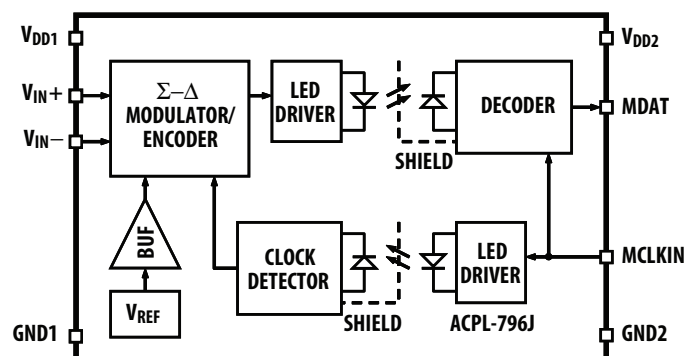 VDD1
VIN+
VIN−
GND1
Σ−Δ
MODULATOR/
ENCODER
LED
DRIVER
SHIELD
DECODER
BUF
VREF
CLOCK
DETECTOR
SHIELD
LED
DRIVER
ACPL-796J
VDD2
MDAT
MCLKIN
GND2